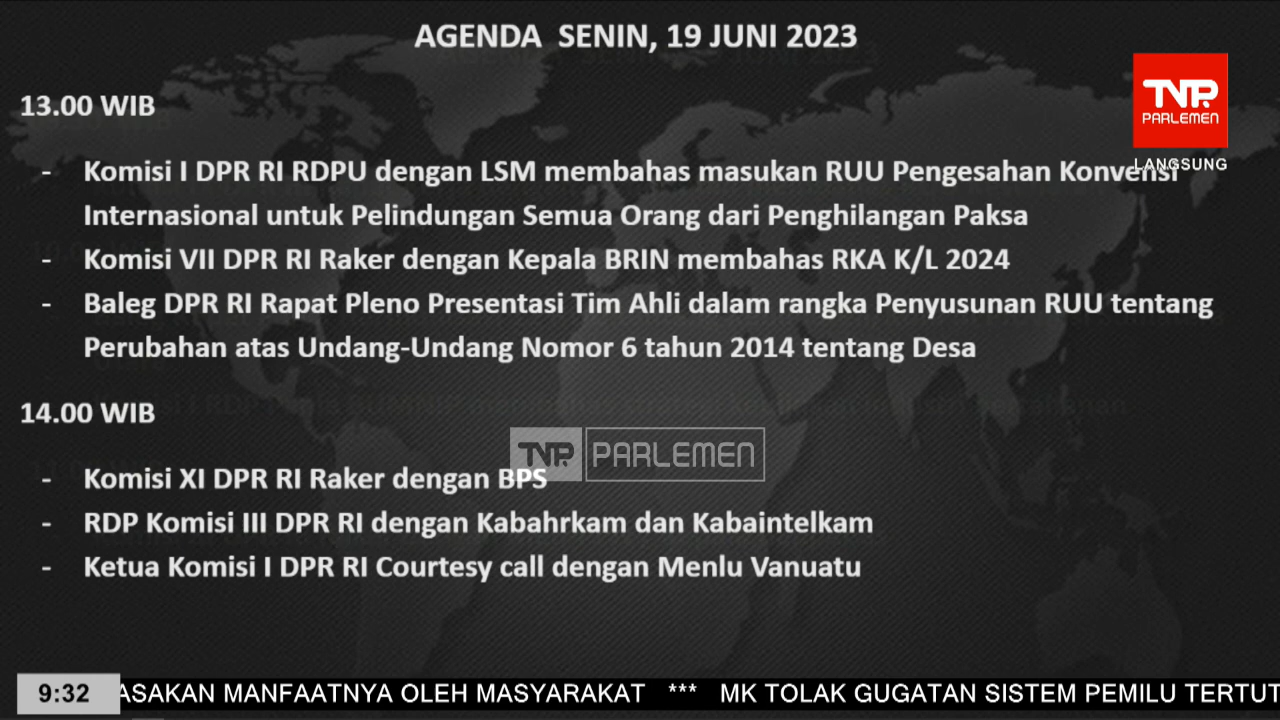 AGENDA SENIN, 19 JUNI 2023
TVP.
PARLEMEN
LANGSUNG
13.00 WIB
- Komisi I DPR RI RDPU dengan LSM membahas masukan RUU Pengesahan Konvensi
Internasional untuk Pelindungan Semua Orang dari Penghilangan Paksa
- Komisi VII DPR RI Raker dengan Kepala BRIN membahas RKA K/L 2024
- Baleg DPR RI Rapat Pleno Presentasi Tim Ahli dalam rangka Penyusunan RUU tentang
Perubahan atas Undang-Undang Nomor 6 tahun 2014 tentang Desa
14.00 WIB
TVP. PARLEMEN
- Komisi XI DPR RI Raker dengan BPS
- RDP Komisi III DPR RI dengan Kabahrkam dan Kabaintelkam
- Ketua Komisi I DPR RI Courtesy call dengan Menlu Vanuatu
9:32 ASAKAN MANFAATNYA OLEH MASYARAKAT *** MK TOLAK GUGATAN SISTEM PEMILU TERTUT